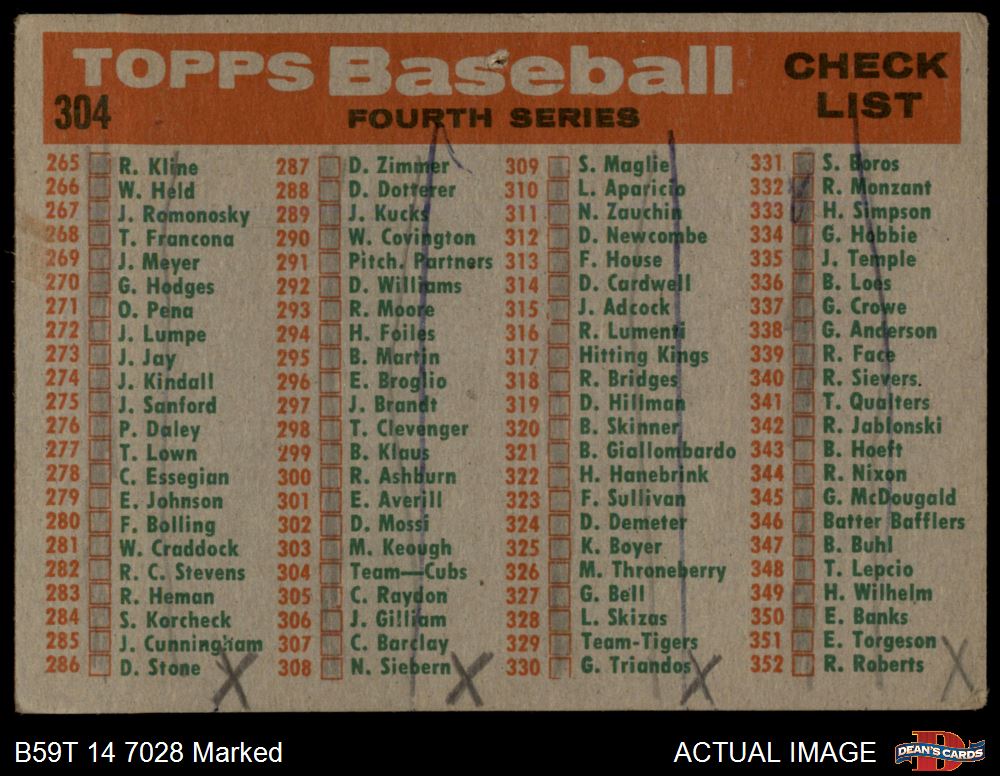 TOPPS Baseball CHECK LIST
304 FOURTH SERIES
265 R. Kline
266 W. Held
267 J. Romonosky
268 T. Francona
269 J. Meyer
270 G. Hodges
271 O. Pena
272 J. Lumpe
273 J. Jay
274 J. Kindall
275 J. Sanford
276 P. Daley
277 T. Lown
278 C. Essegian
279 E. Johnson
280 F. Bolling
281 W. Craddock
282 R. C. Stevens
283 R. Heman
284 S. Korcheck
285 J. Cunningham
286 D. Stone X
287 D. Zimmer
288 D. Dotterer
289 J. Kucks
290 W. Covington
291 Pitch. Partners
292 D. Williams
293 R. Moore
294 H. Foiles
295 B. Martin
296 E. Broglio
297 J. Brandt
298 T. Clevenger
299 B. Klaus
300 R. Ashburn
301 E. Averill
302 D. Mossi
303 M. Keough
304 Team—Cubs
305 C. Raydon
306 J. Gilliam
307 C. Barclay
308 N. Siebern X
309 S. Maglie
310 L. Aparicio
311 N. Zauchin
312 D. Newcombe
313 F. House
314 D. Cardwell
315 J. Adcock
316 R. Lumenti
317 Hitting Kings
318 R. Bridges
319 D. Hillman
320 B. Skinner
321 B. Giallombardo
322 H. Hanebrink
323 F. Sullivan
324 D. Demeter
325 K. Boyer
326 M. Throneberry
327 G. Bell
328 L. Skizas
329 Team-Tigers
330 G. Triandos X
331 S. Boros
332 R. Monzant
333 H. Simpson
334 G. Hobbie
335 J. Temple
336 B. Loes
337 G. Crowe
338 G. Anderson
339 R. Face
340 R. Sievers.
341 T. Qualters
342 R. Jablonski
343 B. Hoeft
344 R. Nixon
345 G. McDougald
346 Batter Bafflers
347 B. Buhl
348 T. Lepcio
349 H. Wilhelm
350 E. Banks
351 E. Torgeson
352 R. Roberts X
B59T 14 7028 Marked
ACTUAL IMAGE
DEAN'S CARDS